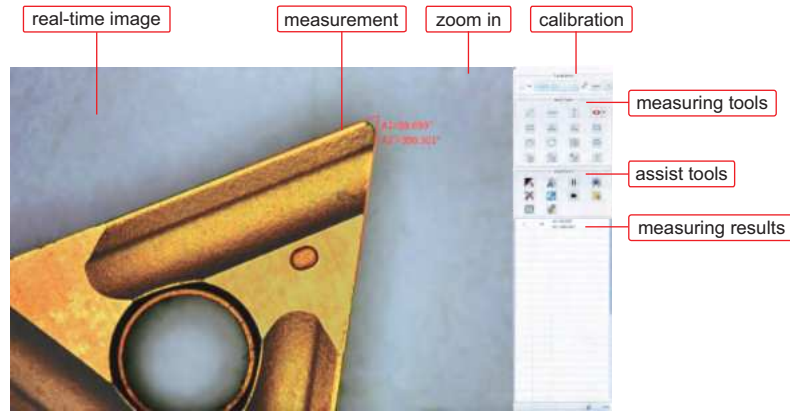 real-time image
measurement
zoom in
calibration
measuring tools
assist tools
measuring results